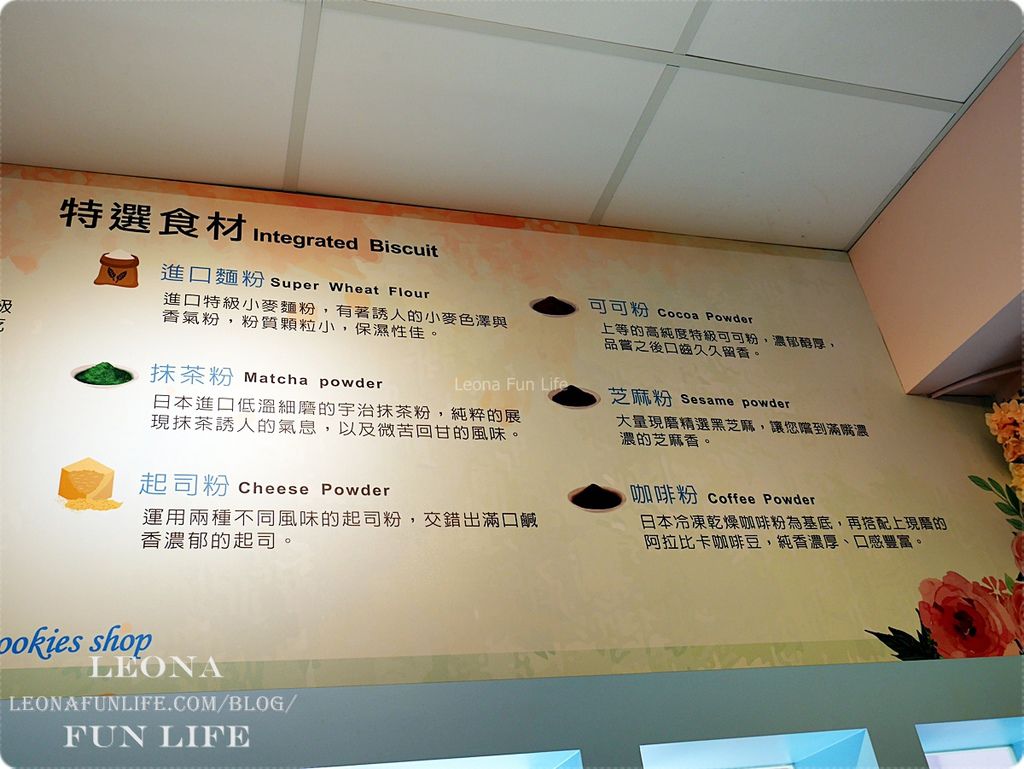 特選食材 Integrated Biscuit
進口麵粉 Super Wheat Flour
進口特級小麥麵粉，有著誘人的小麥色澤與
香氣粉，粉質顆粒小，保濕性佳。
抹茶粉 Matcha powder
日本進口低溫細磨的宇治抹茶粉，純粹的展
現抹茶誘人的氣息，以及微苦回甘的風味。
起司粉 Cheese Powder
運用兩種不同風味的起司粉，交錯出滿口鹹
香濃郁的起司。
可可粉 Cocoa Powder
上等的高純度特級可可粉，濃郁醇厚，
品嘗之後口齒久久留香。
芝麻粉 Sesame powder
大量現磨精選黑芝麻，讓您嚐到滿嘴濃
濃的芝麻香。
咖啡粉 Coffee Powder
日本冷凍乾燥咖啡粉為基底，再搭配上現磨的
阿拉比卡咖啡豆，純香濃厚、口感豐富。
級
ookies shop
Leona Fun Life
LEONA
LEONAFUNLIFE.COM/BLOG/
FUN LIFE